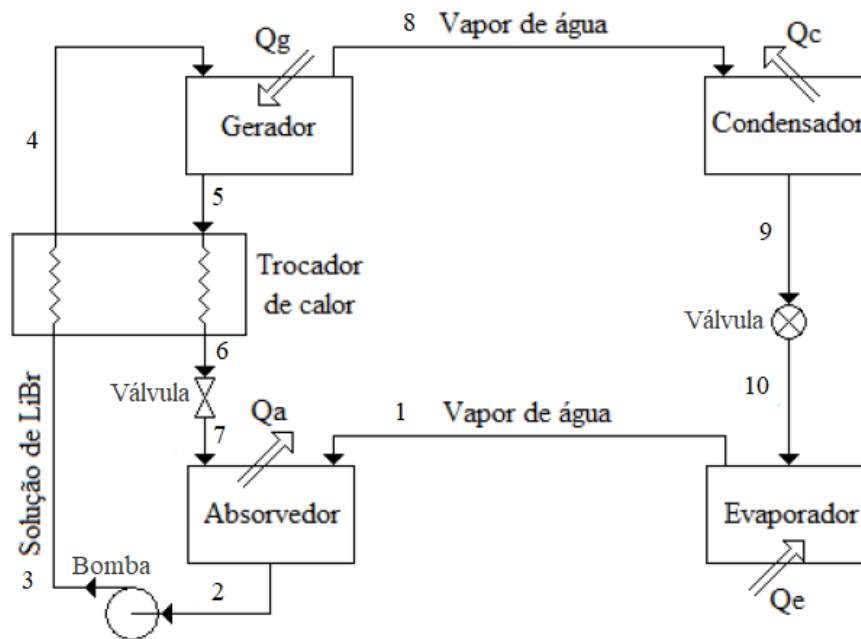 8 Vapor de água
Qg
Qc
Gerador
Condensador
4
5
9
Trocador
de calor
Válvula
6
Válvula
10
Qa
1 Vapor de água
7
Solução de LiBr
Absorvedor
Evaporador
Bomba
3
2
Qe